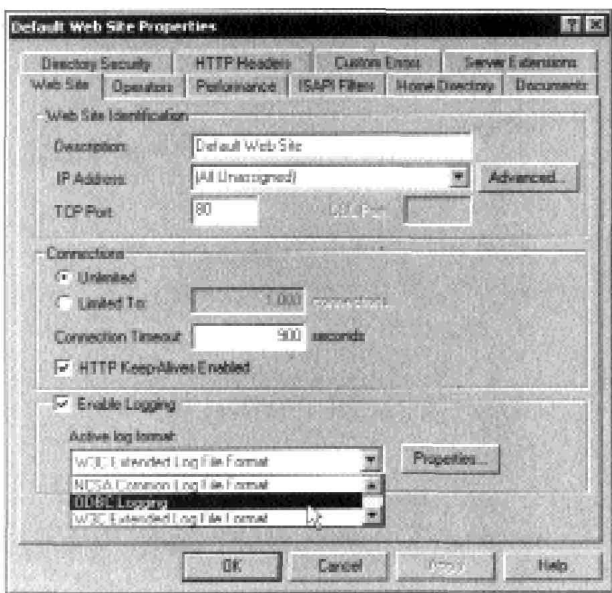 Default Web Site Properties
Directory Security HTTP Headers Custom Errors Server Extensions
Web Site Operators Performance ISAPI Filters Home Directory Documents
Web Site Identification
Description: Default Web Site
IP Address: (All Unassigned) Advanced...
TCP Port: 80 SSL Port:
Connections
Unlimited
Limited To: 1,000 connections
Connection Timeout: 900 seconds
HTTP Keep-Alives Enabled
Enable Logging
Active log format:
W3C Extended Log File Format Properties...
NCSA Common Log File Format
ODBC Logging
W3C Extended Log File Format
OK Cancel Apply Help